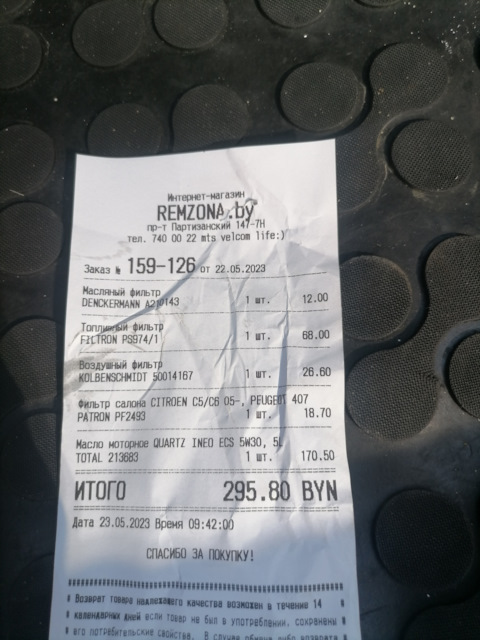 Интернет-магазин
REMZONA.by
пр-т Партизанский 147-7Н
тел. 740 00 22 mts velcom life:)
Заказ № 159-126 от 22.05.2023
Масляный фильтр
DENCKERMANN A210143 1 шт. 12.00
Топливный фильтр
FILTRON PS974/1 1 шт. 68.00
Воздушный фильтр
KOLBENSCHMIDT 50014167 1 шт. 26.60
Фильтр салона CITROEN C5/C6 05-, PEUGEOT 407
PATRON PF2493 1 шт. 18.70
Масло моторное QUARTZ INEO ECS 5W30, 5L
TOTAL 213683 1 шт. 170.50
ИТОГО 295.80 BYN
Дата 23.05.2023 Время 09:42:00
СПАСИБО ЗА ПОКУПКУ!
Возврат товара надлежащего качества возможен в течение 14
календарных дней если товар не был в употреблении, сохранены
его потребительские свойства. В случае обмена либо возврата